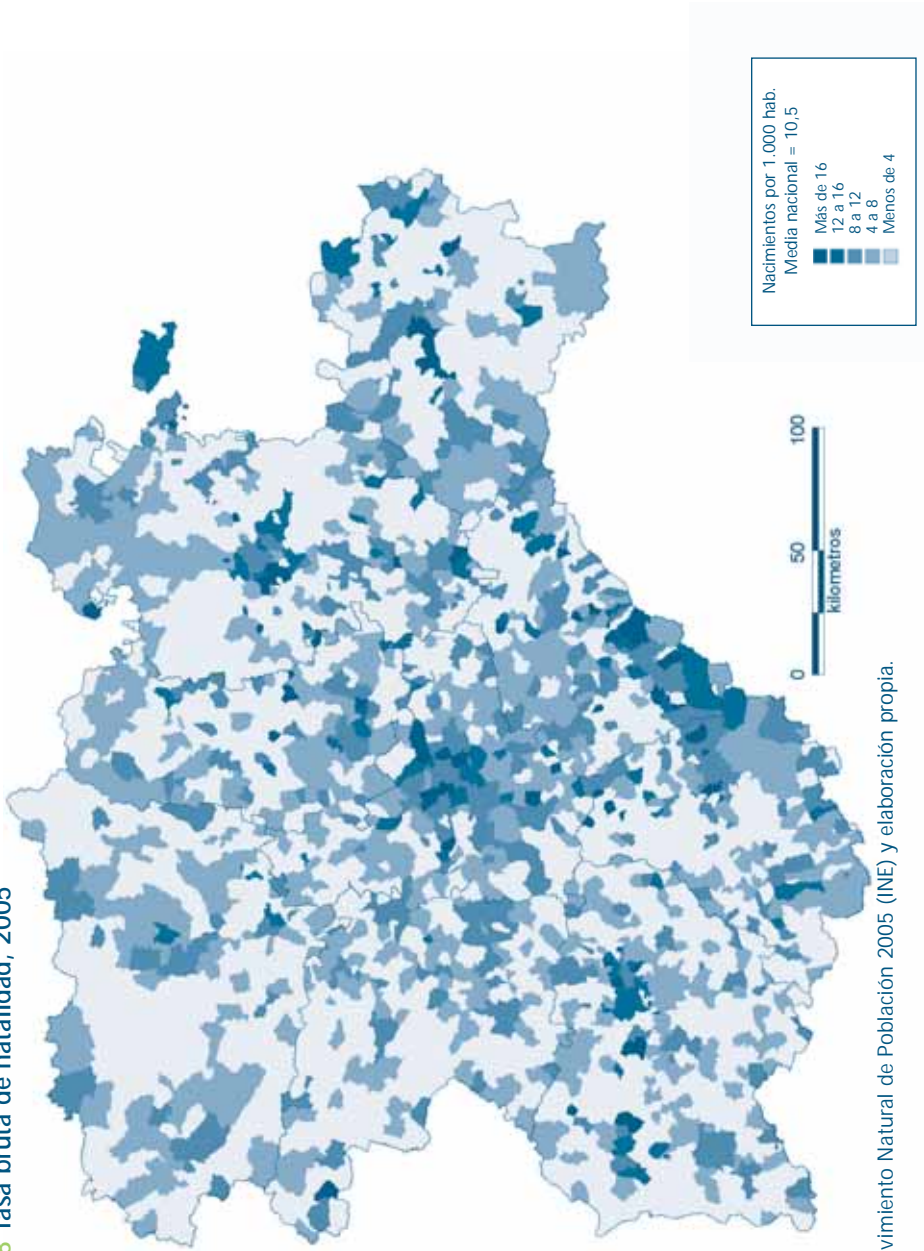 Tasa bruta de natalidad, 2005
Nacimientos por 1.000 hab.
Media nacional = 10,5
Más de 16
12 a 16
8 a 12
4 a 8
Menos de 4
0 50 100
kilometros
vimiento Natural de Población 2005 (INE) y elaboración propia.